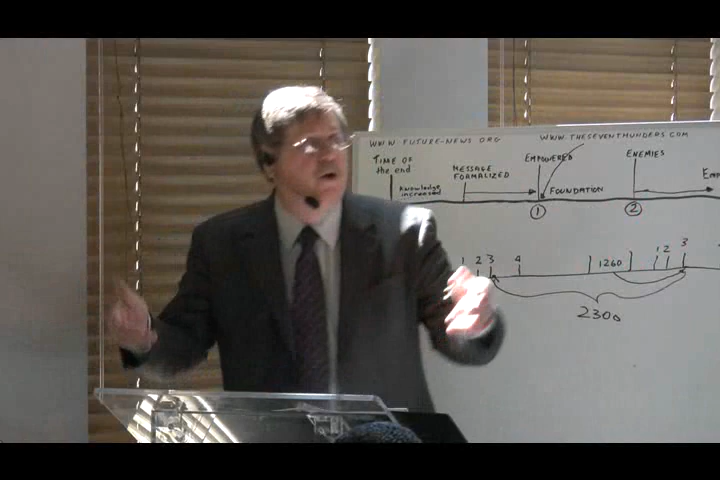 WWW.FUTURE-NEWS.ORG WWW.THESEVENTHUNDERS.COM
TIME OF the end
Knowledge increased
MESSAGE FORMALIZED
EMPOWERED
FOUNDATION
ENEMIES
1 2
1 2 3 4 1260 1 2 3
2300